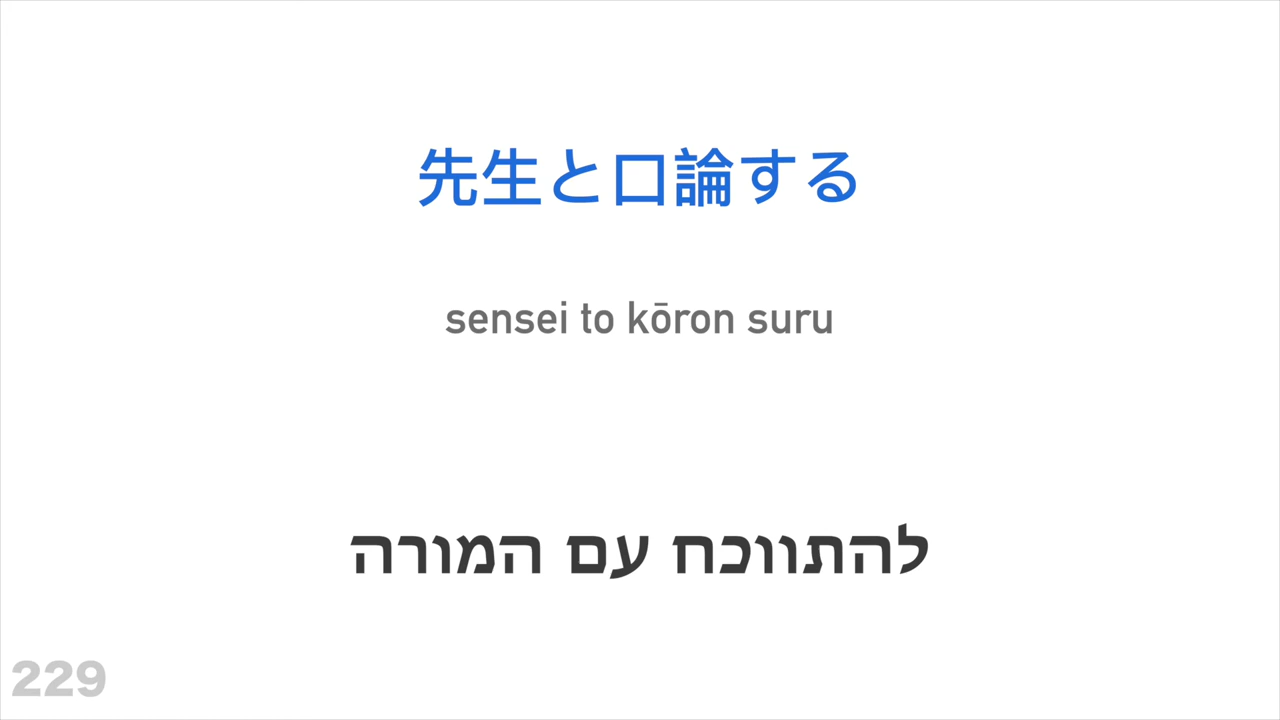 先生と口論する
sensei to kōron suru
להתווכח עם המורה
229